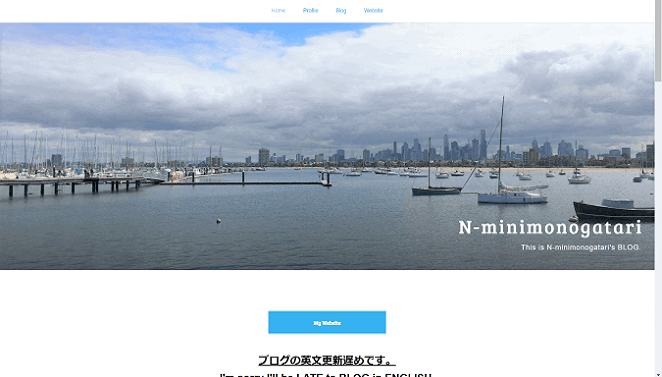 Home Profile Blog Website
N-minimonogatari
This is N-minimonogatari's BLOG.
My Website
ブログの英文更新遅めです。
I'm sorry I'll be LATE to BLOG in ENGLISH